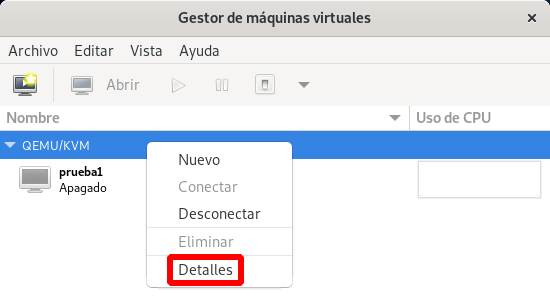 Gestor de máquinas virtuales
Archivo Editar Vista Ayuda
Abrir
Nombre Uso de CPU
QEMU/KVM
prueba1
Apagado
Nuevo
Conectar
Desconectar
Eliminar
Detalles